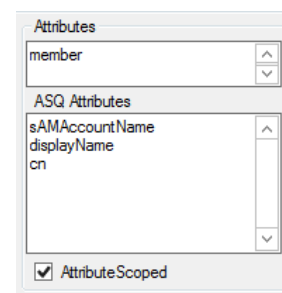 Attributes
member
ASQ Attributes
sAMAccountName
displayName
cn
AttributeScoped